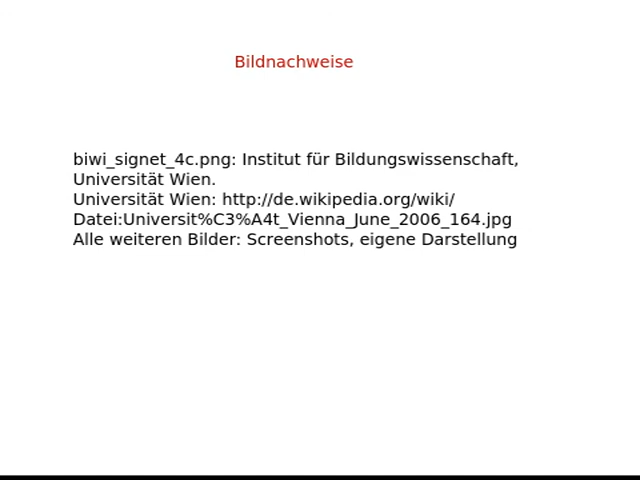 Bildnachweise
biwi_signet_4c.png: Institut für Bildungswissenschaft,
Universität Wien.
Universität Wien: http://de.wikipedia.org/wiki/
Datei:Universit%C3%A4t_Vienna_June_2006_164.jpg
Alle weiteren Bilder: Screenshots, eigene Darstellung